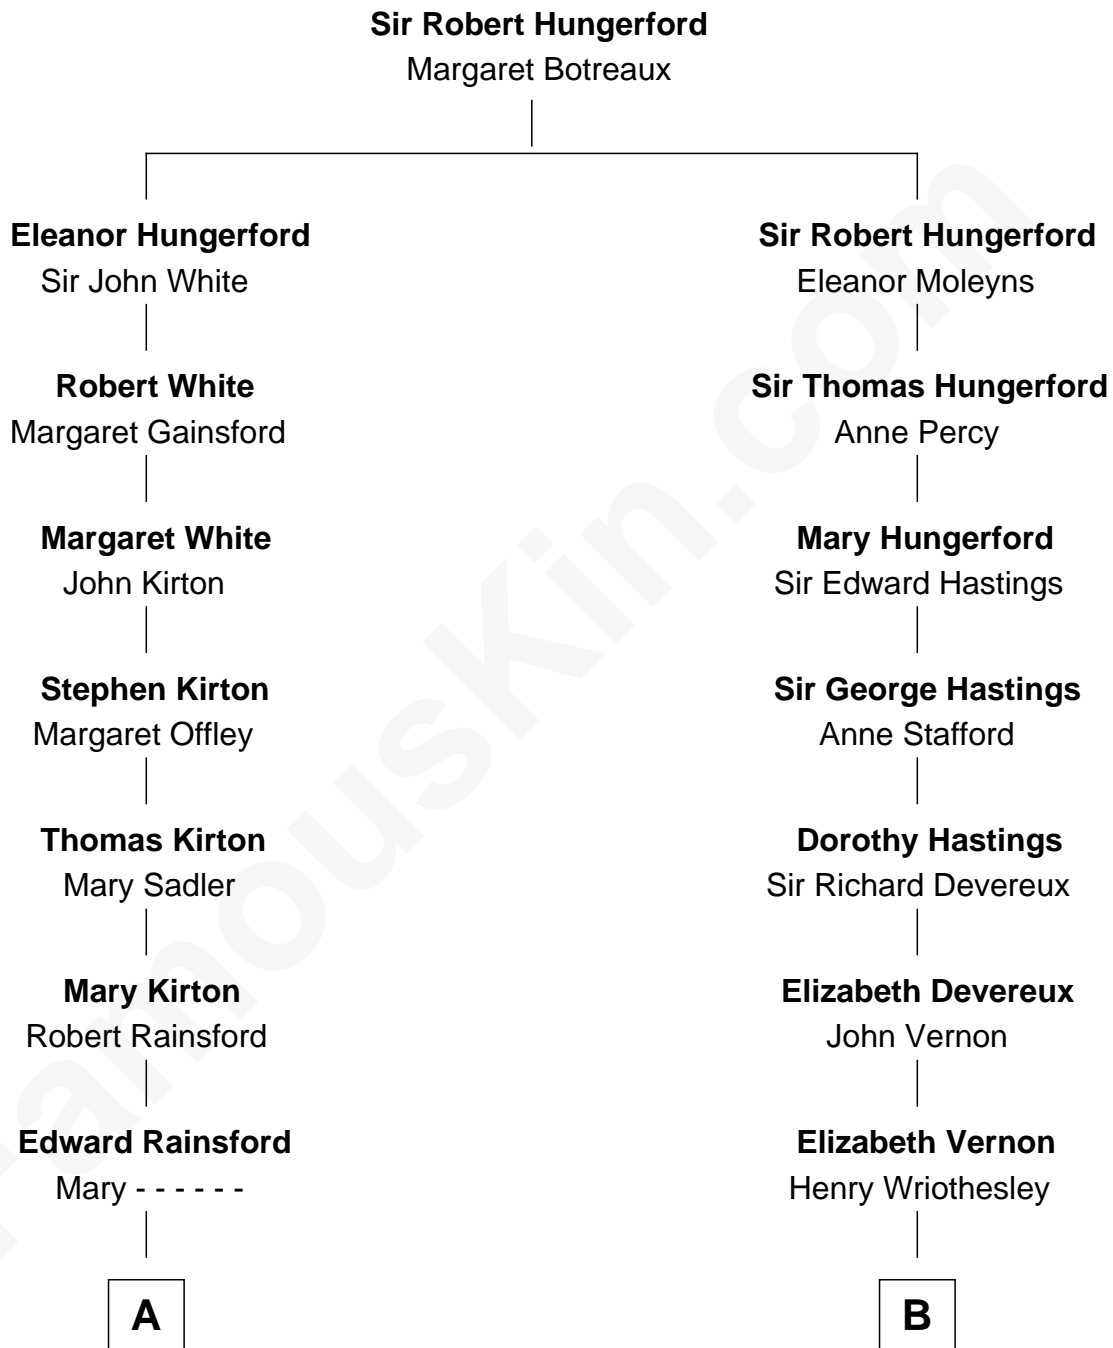 Sir Robert Hungerford
Margaret Botreaux
Eleanor Hungerford
Sir John White
Sir Robert Hungerford
Eleanor Moleyns
Robert White
Margaret Gainsford
Sir Thomas Hungerford
Anne Percy
Margaret White
John Kirton
Mary Hungerford
Sir Edward Hastings
Stephen Kirton
Margaret Offley
Sir George Hastings
Anne Stafford
Thomas Kirton
Mary Sadler
Dorothy Hastings
Sir Richard Devereux
Mary Kirton
Robert Rainsford
Elizabeth Devereux
John Vernon
Edward Rainsford
Mary - - - - - -
Elizabeth Vernon
Henry Wriothesley
A
B
FamousKin.com